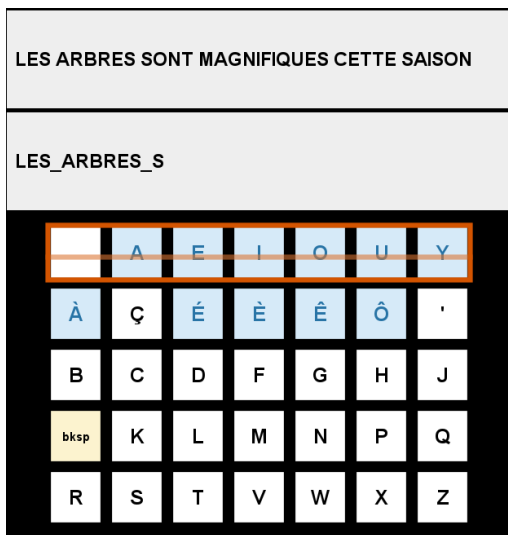 LES ARBRES SONT MAGNIFIQUES CETTE SAISON
LES_ARBRES_S
A E I O U Y
À Ç É È Ê Ô '
B C D F G H J
bksp K L M N P Q
R S T V W X Z